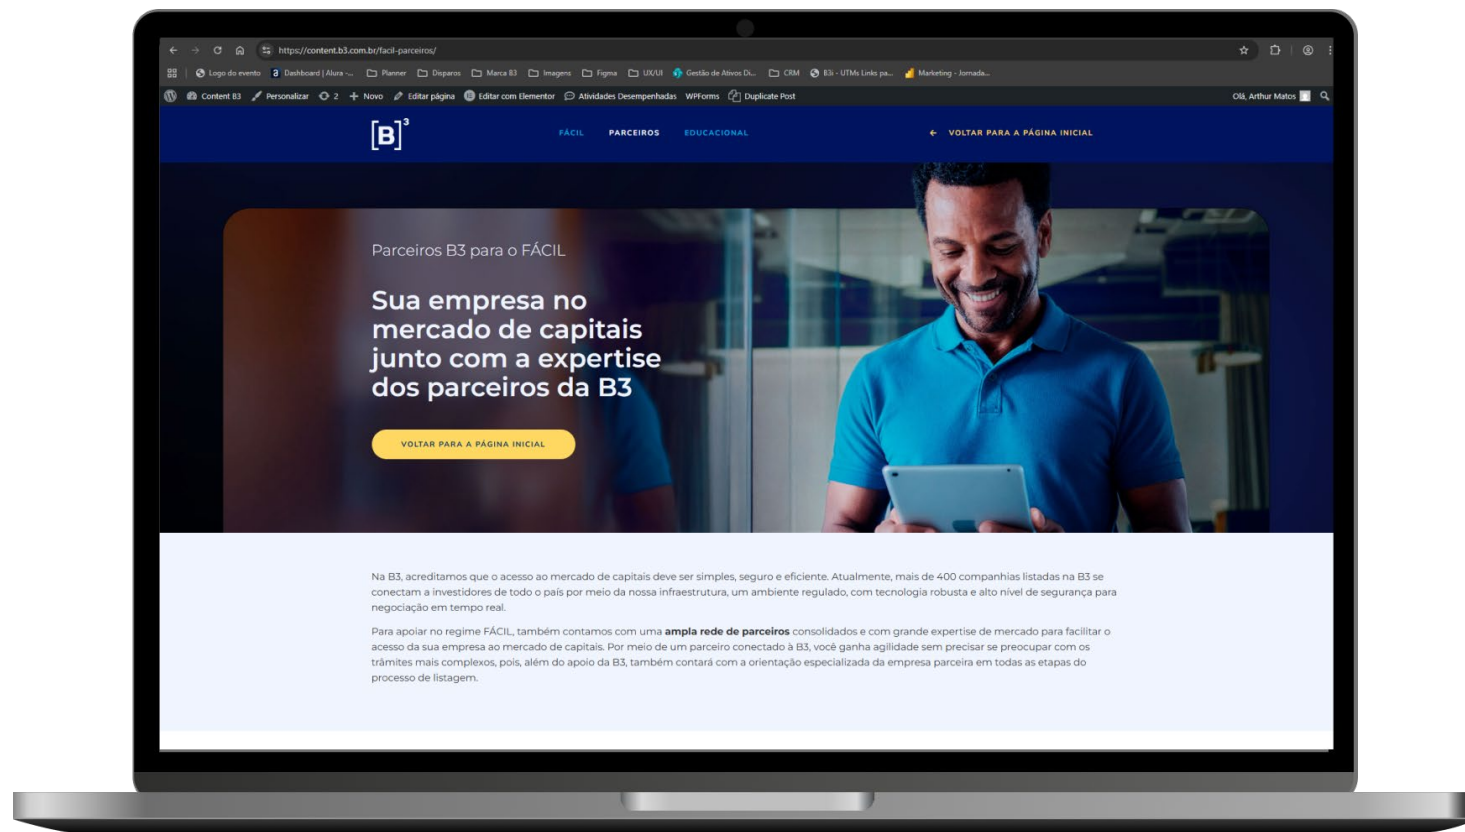 https://content.b3.com.br/facil-parceiros/
Logo do evento a Dashboard | Alura -... Planner Disparos Marca B3 Imagens Figma UX/UI Gestão de Ativos Di... CRM - UTMs Links pa... Marketing - Jornada...
Content B3 Personalizar 2 + Novo Editar página Editar com Elementor Atividades Desempenhadas WPForms Duplicate Post Olá, Arthur Matos
[B]³ FÁCIL PARCEIROS EDUCACIONAL ← VOLTAR PARA A PÁGINA INICIAL
Parceiros B3 para o FÁCIL
Sua empresa no
mercado de capitais
junto com a expertise
dos parceiros da B3
VOLTAR PARA A PÁGINA INICIAL
Na B3, acreditamos que o acesso ao mercado de capitais deve ser simples, seguro e eficiente. Atualmente, mais de 400 companhias listadas na B3 se
conectam a investidores de todo o país por meio da nossa infraestrutura, um ambiente regulado, com tecnologia robusta e alto nível de segurança para
negociação em tempo real.
Para apoiar no regime FÁCIL, também contamos com uma ampla rede de parceiros consolidados e com grande expertise de mercado para facilitar o
acesso da sua empresa ao mercado de capitais. Por meio de um parceiro conectado à B3, você ganha agilidade sem precisar se preocupar com os
trâmites mais complexos, pois, além do apoio da B3, também contará com a orientação especializada da empresa parceira em todas as etapas do
processo de listagem.